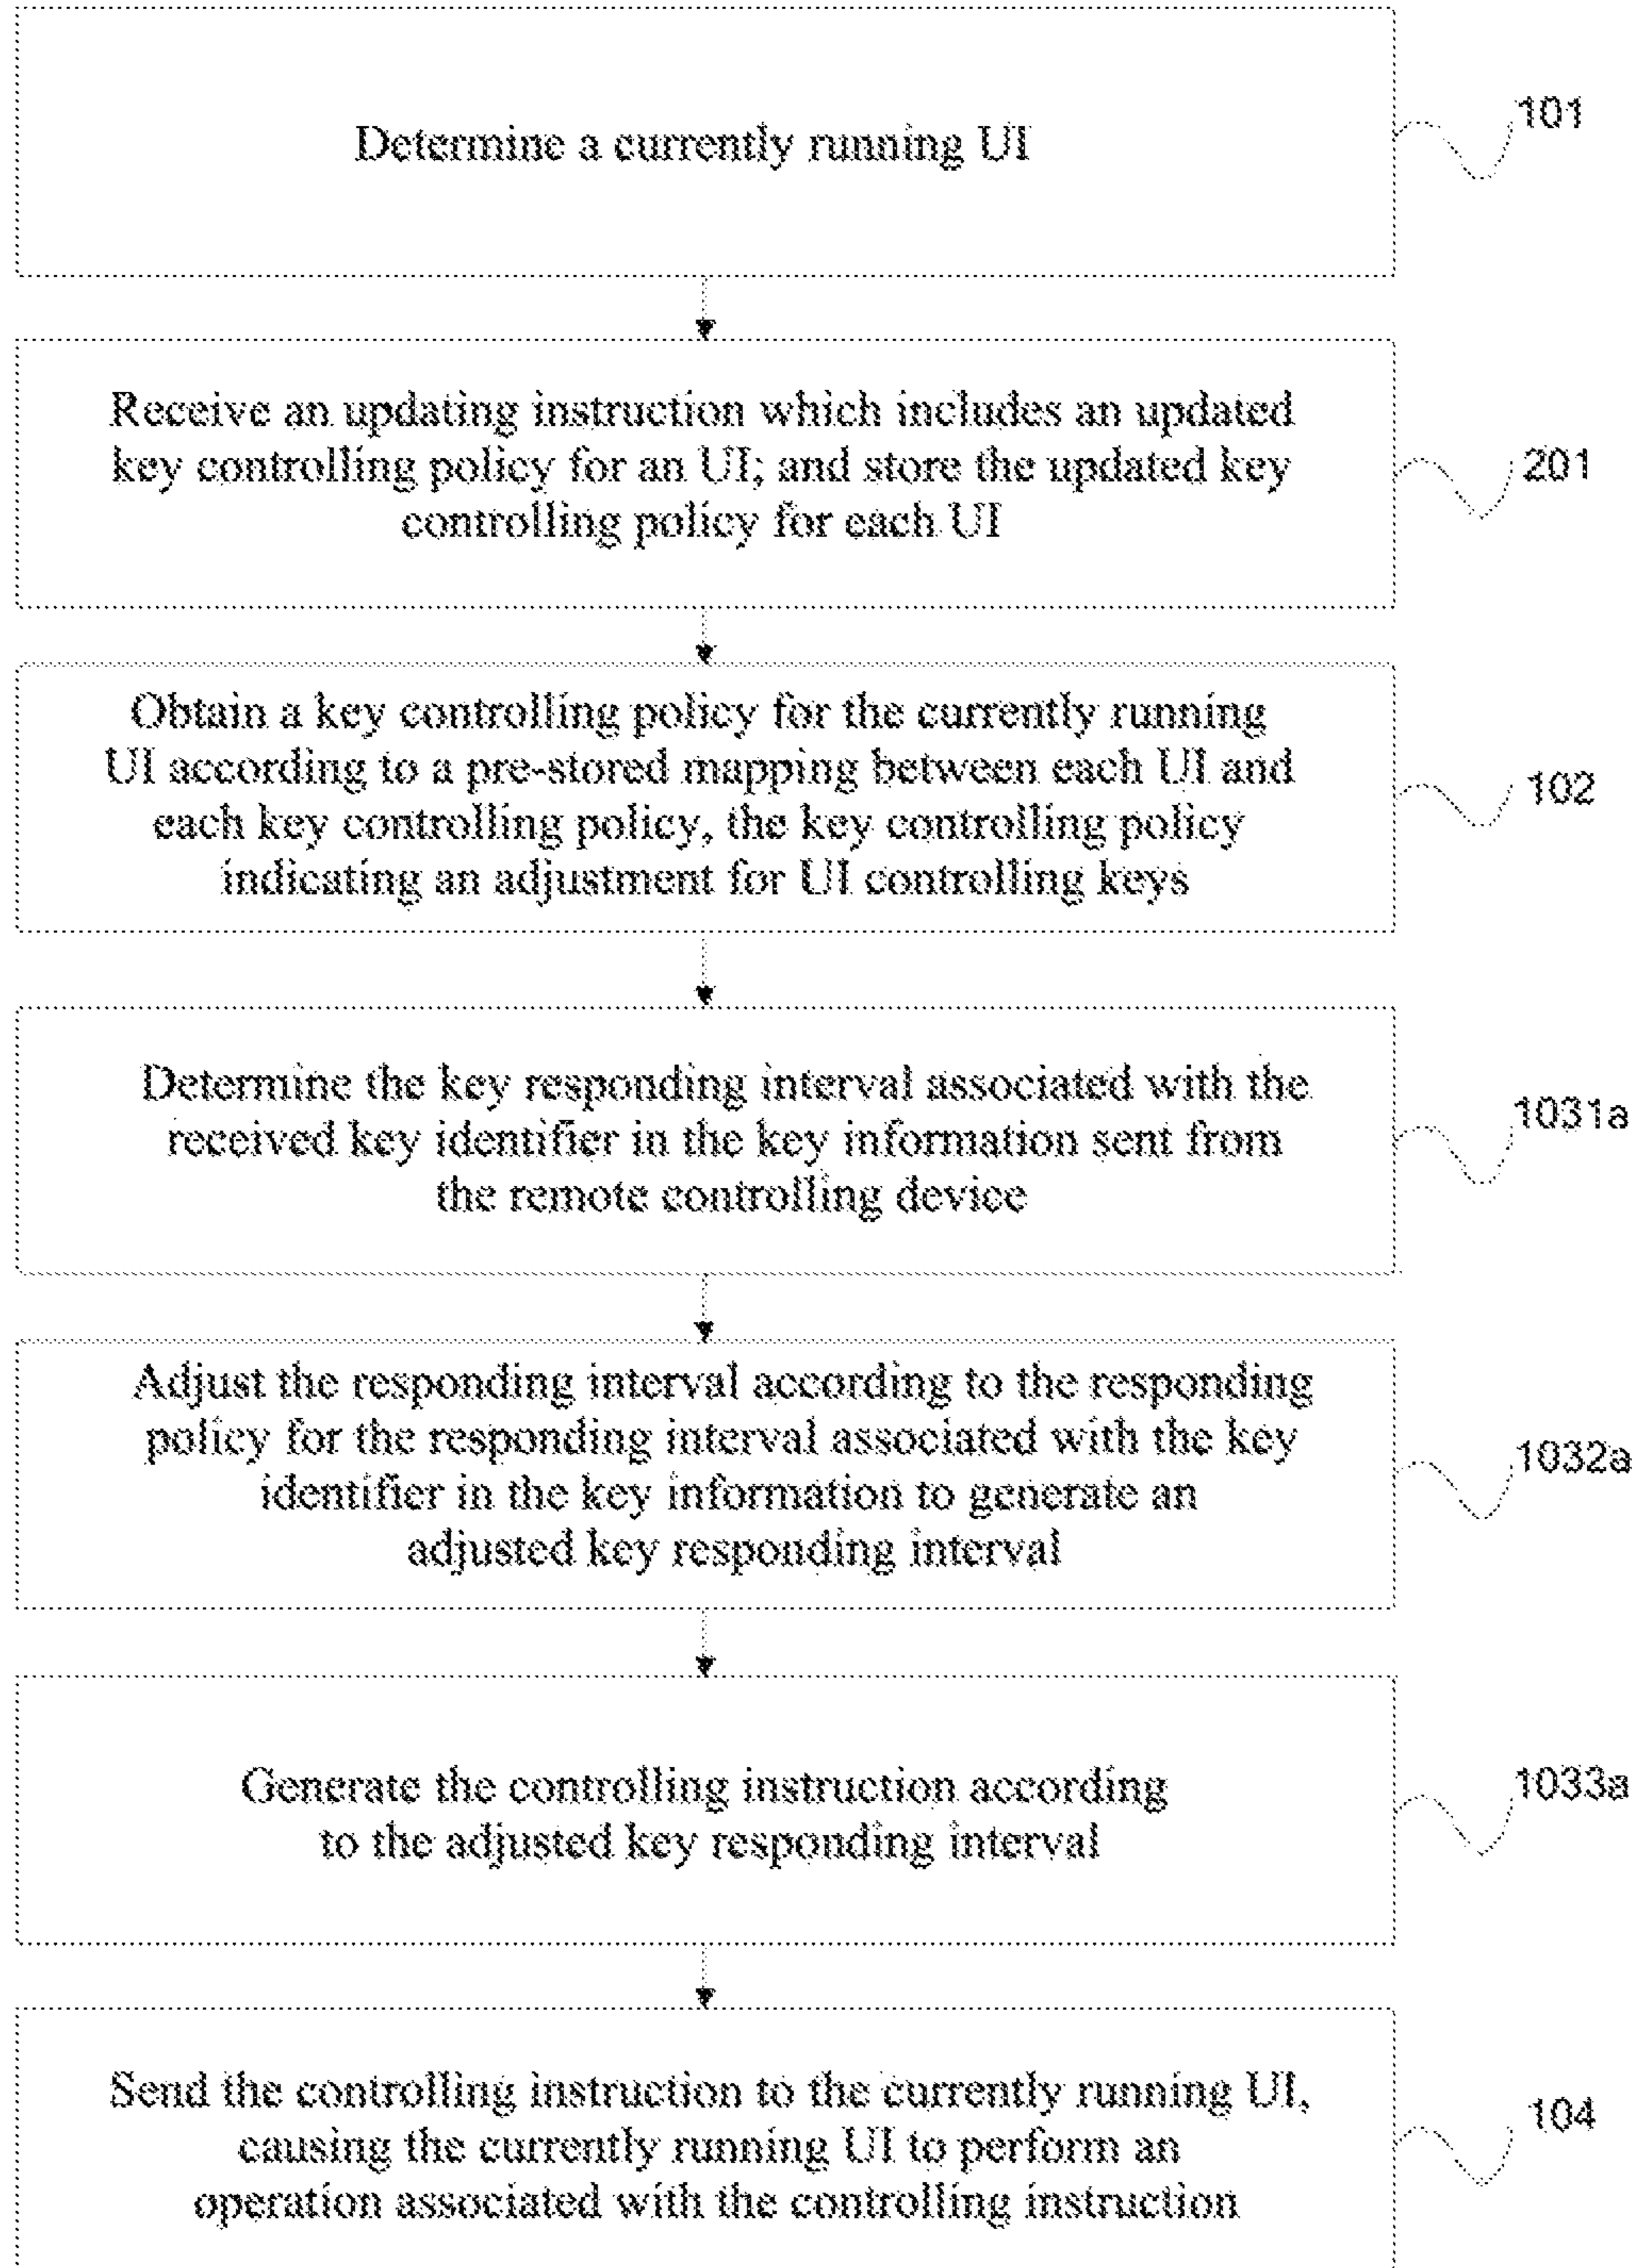 Determine a currently running UI
101
Receive an updating instruction which includes an updated
key controlling policy for an UI; and store the updated key
controlling policy for each UI
201
Obtain a key controlling policy for the currently running
UI according to a pre-stored mapping between each UI and
each key controlling policy, the key controlling policy
indicating an adjustment for UI controlling keys
102
Determine the key responding interval associated with the
received key identifier in the key information sent from
the remote controlling device
1031a
Adjust the responding interval according to the responding
policy for the responding interval associated with the key
identifier in the key information to generate an
adjusted key responding interval
1032a
Generate the controlling instruction according
to the adjusted key responding interval
1033a
Send the controlling instruction to the currently running UI,
causing the currently running UI to perform an
operation associated with the controlling instruction
104